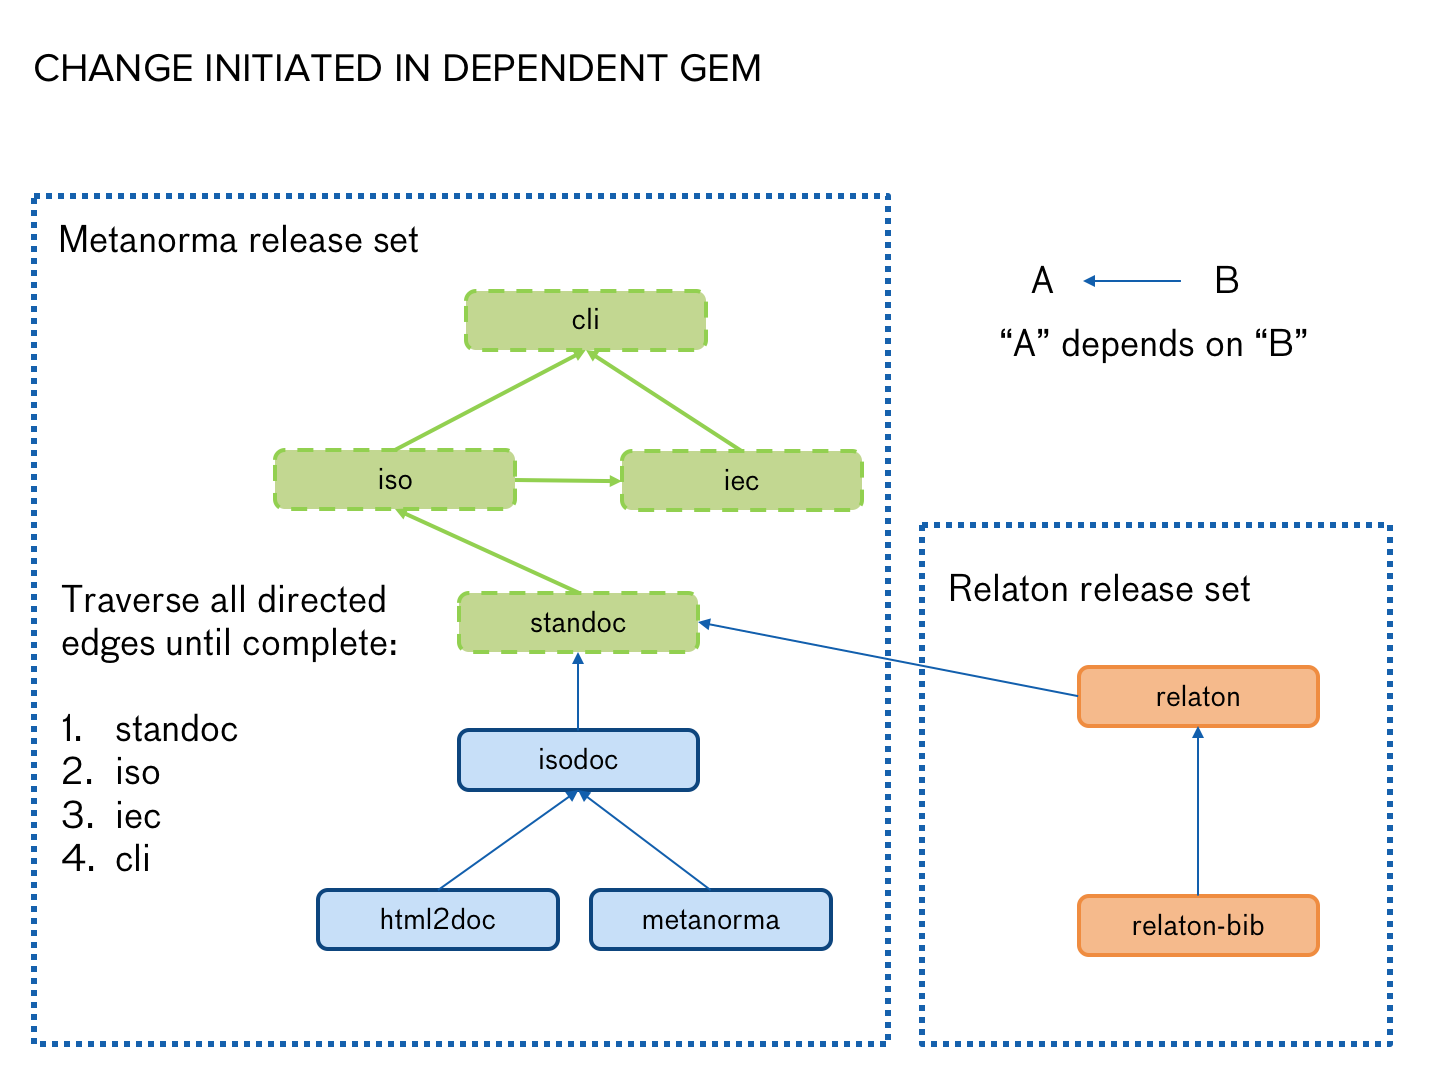 CHANGE INITIATED IN DEPENDENT GEM
Metanorma release set
cli
iso
iec
standoc
isodoc
html2doc
metanorma
Traverse all directed
edges until complete:
1. standoc
2. iso
3. iec
4. cli
A
B
“A” depends on “B”
Relaton release set
relaton
relaton-bib